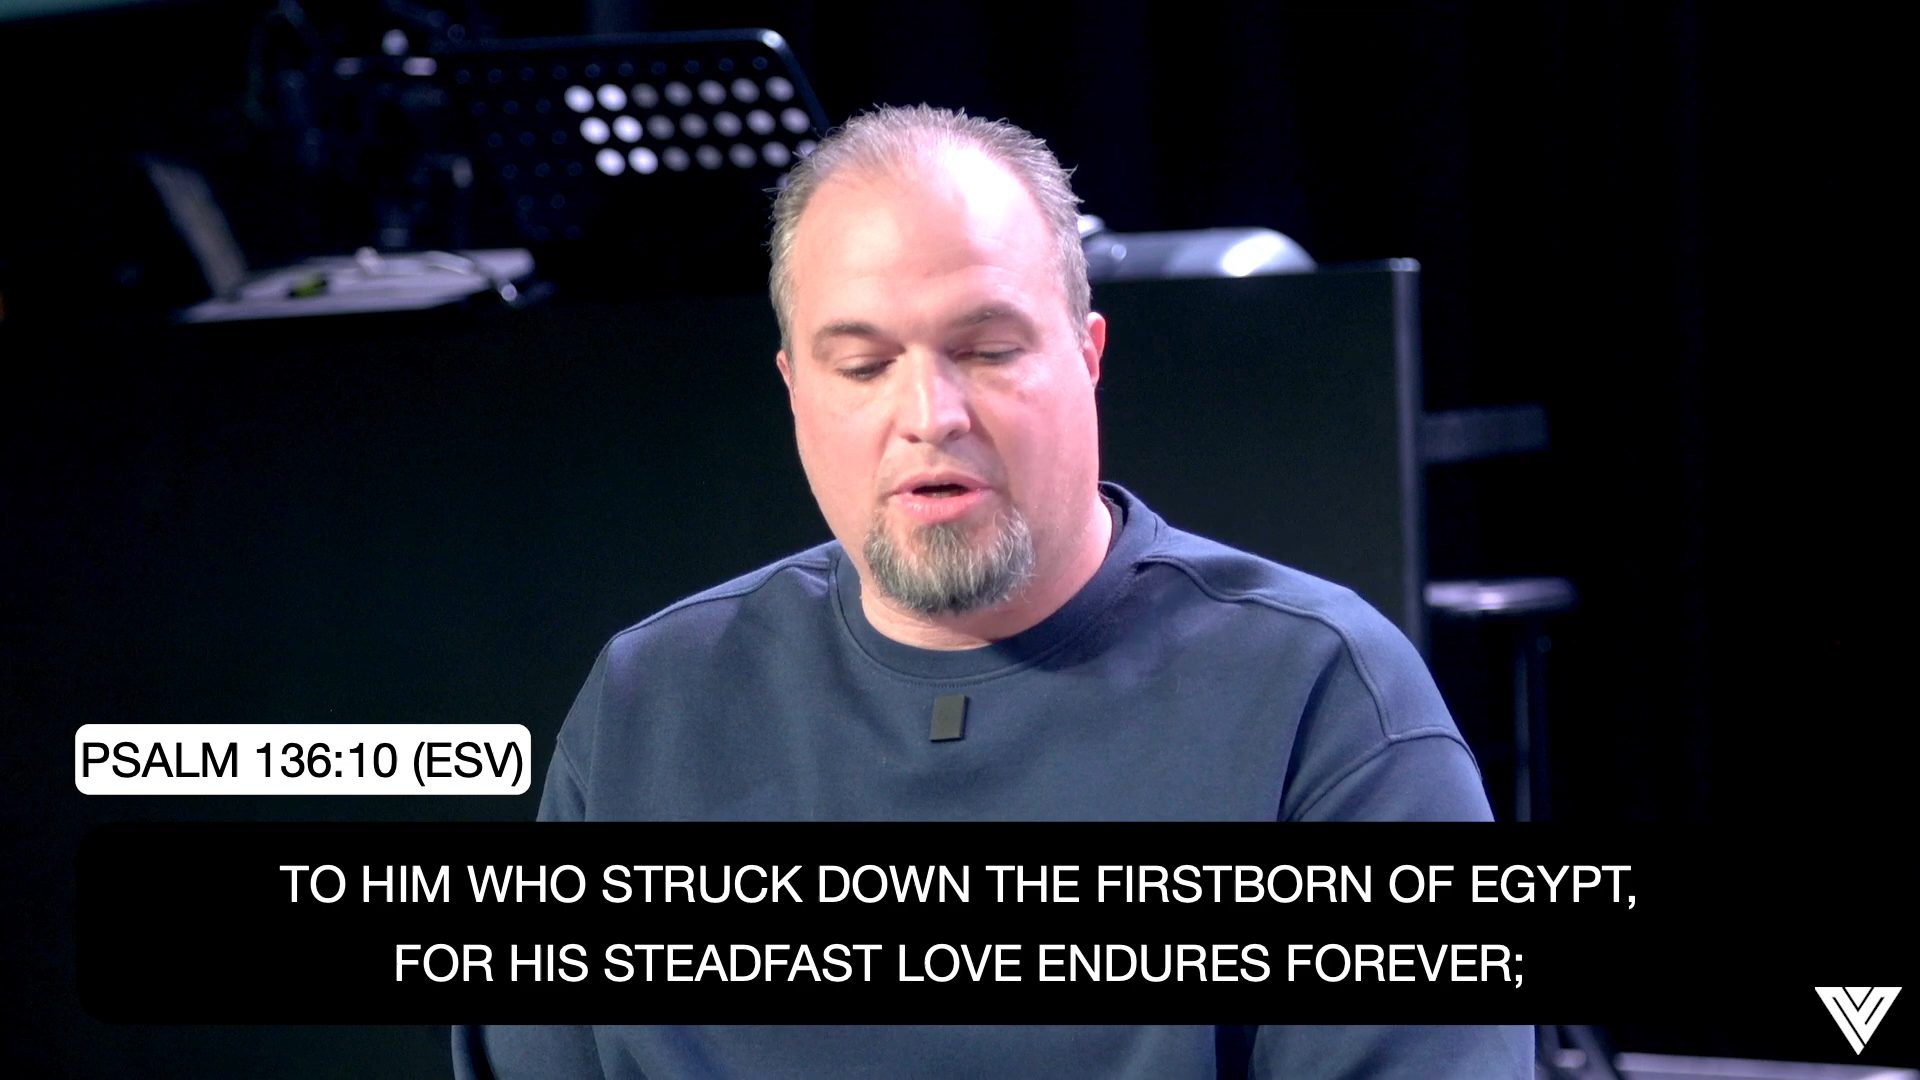 PSALM 136:10 (ESV)
TO HIM WHO STRUCK DOWN THE FIRSTBORN OF EGYPT,
FOR HIS STEADFAST LOVE ENDURES FOREVER;